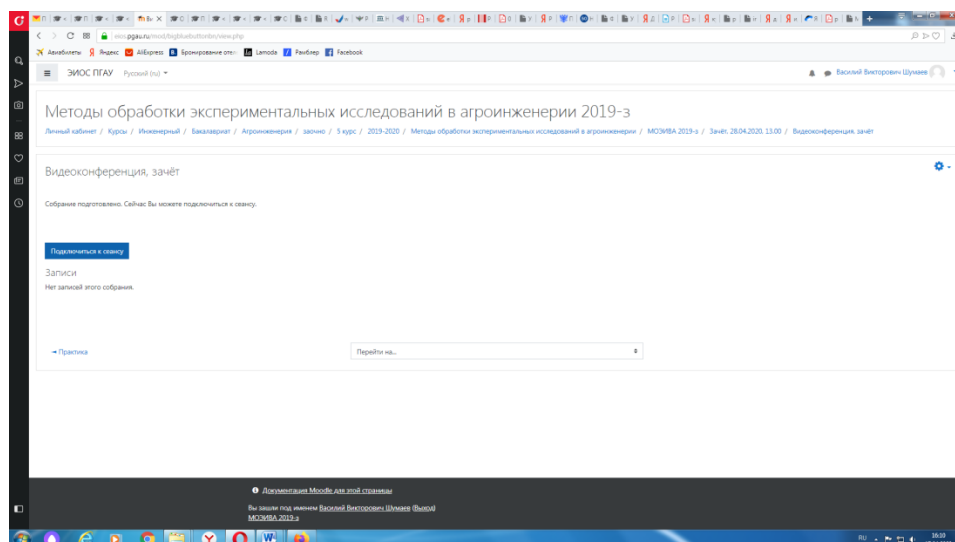 eios.pgau.ru/mod/bigbluebuttonbn/view.php
Авиабилеты Яндекс AliExpress Бронирование отел Lamoda Рамблер Facebook
ЭИОС ПГАУ Русский (ru)
Василий Викторович Шумаев
Методы обработки экспериментальных исследований в агроинженерии 2019-з
Личный кабинет / Курсы / Инженерный / Бакалавриат / Агроинженерия / заочно / 5 курс / 2019-2020 / Методы обработки экспериментальных исследований в агроинженерии / МОЭИВА 2019-з / Зачёт, 28.04.2020, 13.00 / Видеоконференция, зачёт
Видеоконференция, зачёт
Собрание подготовлено. Сейчас Вы можете подключиться к сеансу.
Подключиться к сеансу
Записи
Нет записей этого собрания.
Практика
Перейти на...
Документация Moodle для этой страницы
Вы зашли под именем Василий Викторович Шумаев (Выход)
МОЭИВА 2019-з
RU
16:10